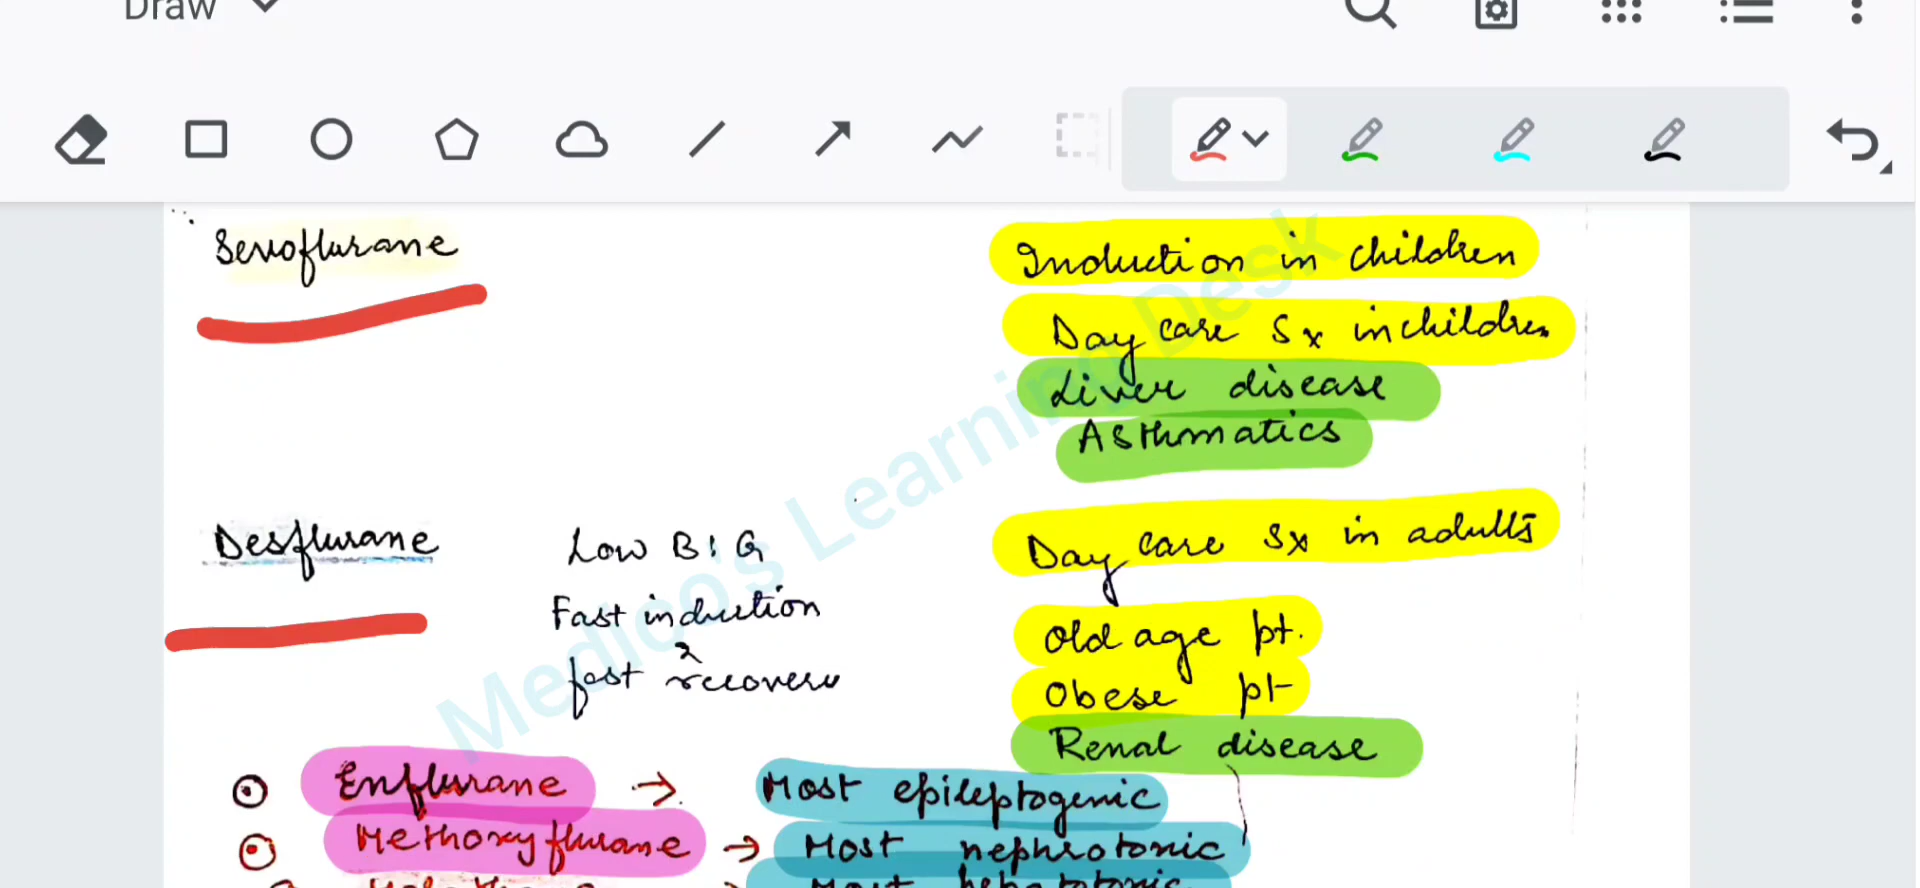 Draw
Sevoflurane
Induction in children
Day care Sx in children
Liver disease
Asthmatics
Desflurane
Low B:G
Day care Sx in adults
Fast induction
Old age pt.
&
fast recovery
Obese pt
Renal disease
Enflurane → Most epileptogenic
Methoxyflurane → Most nephrotoxic
Most hepatotoxic
Medico's Learning Desk